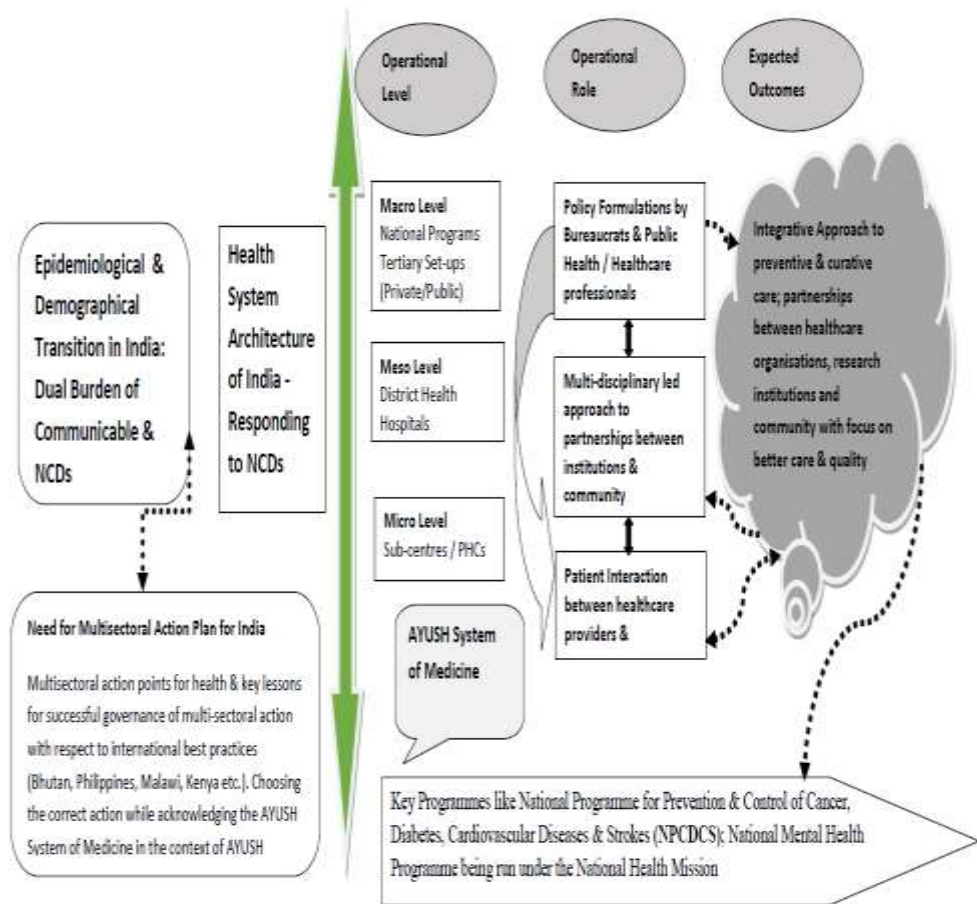 Operational
Level
Operational
Role
Expected
Outcomes
Epidemiological &
Demographical
Transition in India:
Dual Burden of
Communicable &
NCDs
Health
System
Architecture
of India -
Responding
to NCDs
Macro Level
National Programs
Tertiary Set-ups
(Private/Public)
Meso Level
District Health
Hospitals
Micro Level
Sub-centres / PHCs
Policy Formulations by
Bureaucrats & Public
Health / Healthcare
professionals
Multi-disciplinary led
approach to
partnerships between
institutions &
community
Patient Interaction
between healthcare
providers &
Integrative Approach to
preventive & curative
care; partnerships
between healthcare
organisations, research
institutions and
community with focus on
better care & quality
AYUSH System
of Medicine
Need for Multisectoral Action Plan for India
Multisectoral action points for health & key lessons
for successful governance of multi-sectoral action
with respect to international best practices
(Bhutan, Philippines, Malawi, Kenya etc.). Choosing
the correct action while acknowledging the AYUSH
System of Medicine in the context of AYUSH
Key Programmes like National Programme for Prevention & Control of Cancer,
Diabetes, Cardiovascular Diseases & Strokes (NPCDCS); National Mental Health
Programme being run under the National Health Mission